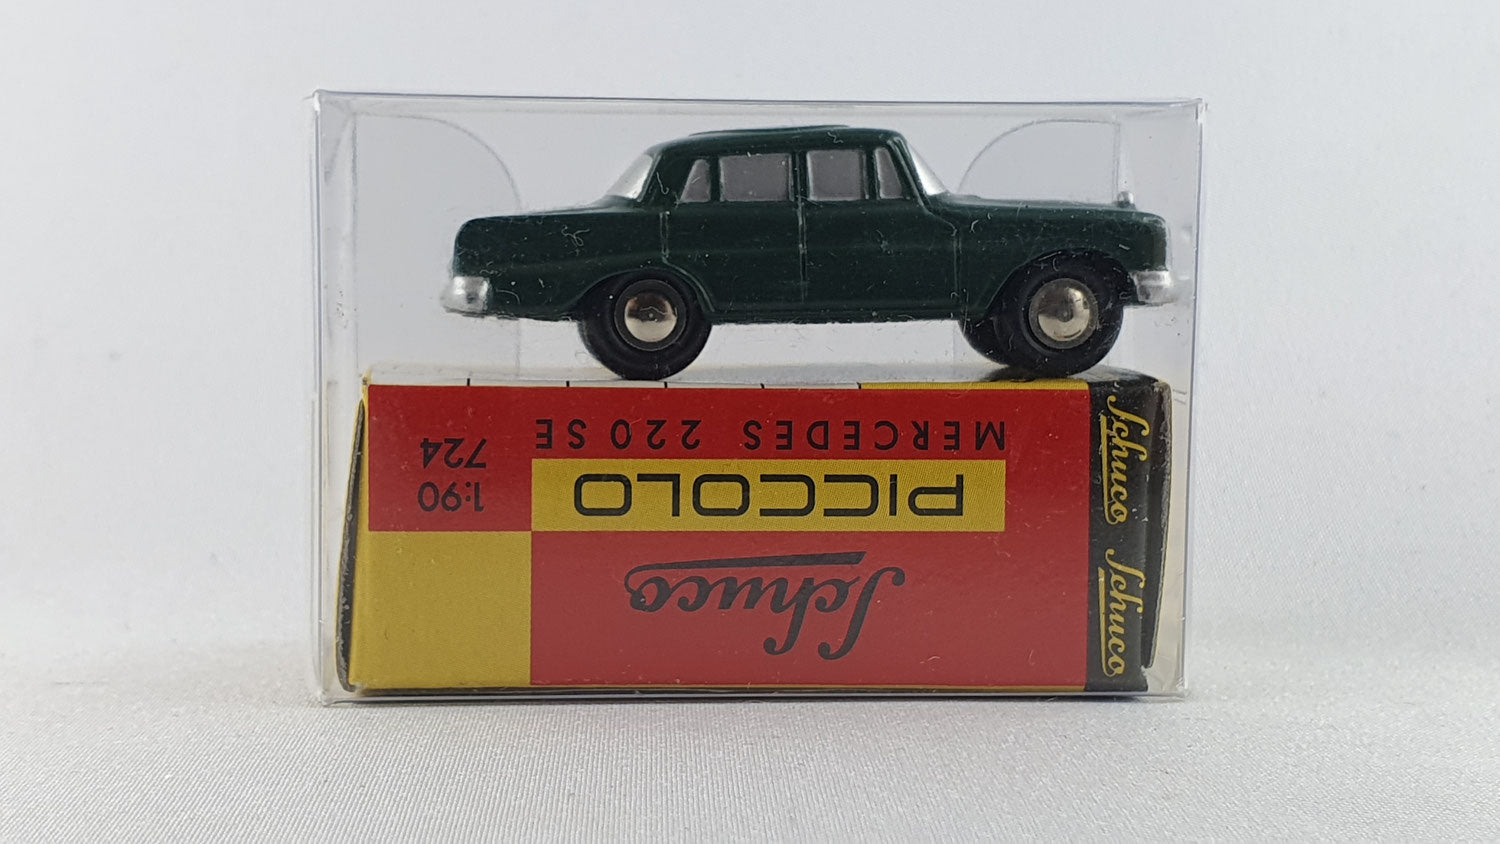 Schuco
PICCOLO
MERCEDES 220 SE
1:90
724
Schuco Schuco